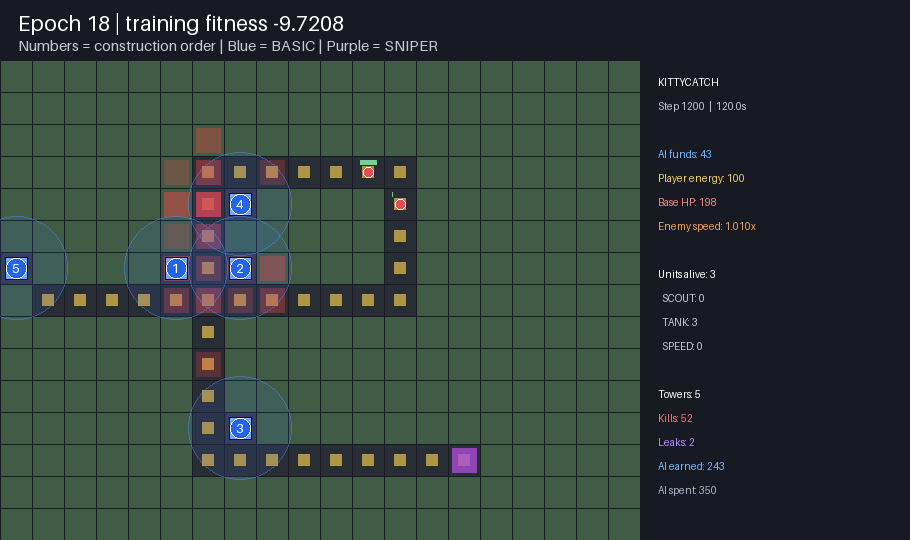 Epoch 18 | training fitness -9.7208
Numbers = construction order | Blue = BASIC | Purple = SNIPER
KITTYCATCH
Step 1200 | 120.0s
AI funds: 43
Player energy: 100
Base HP: 198
Enemy speed: 1.010x
Units alive: 3
SCOUT: 0
TANK: 3
SPEED: 0
Towers: 5
Kills: 52
Leaks: 2
AI earned: 243
AI spent: 350
4
5
1
2
3